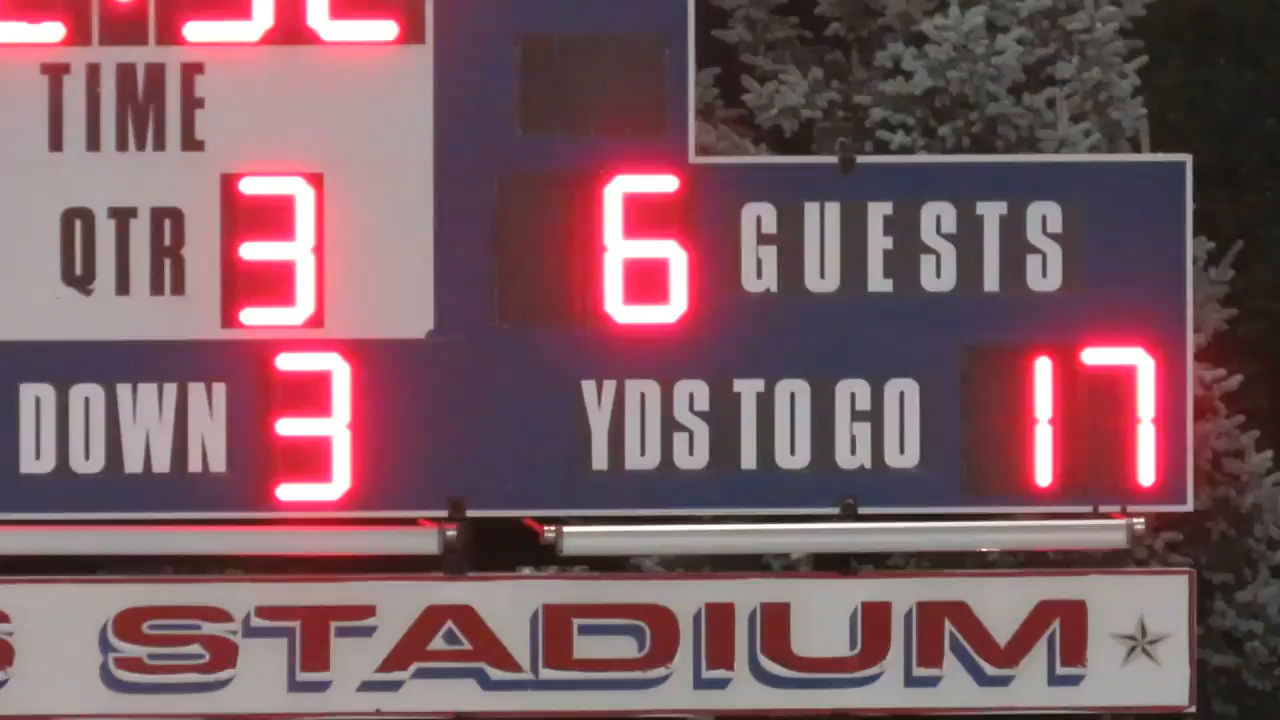 TIME
QTR 3
6 GUESTS
DOWN 3
YDS TO GO 17
STADIUM